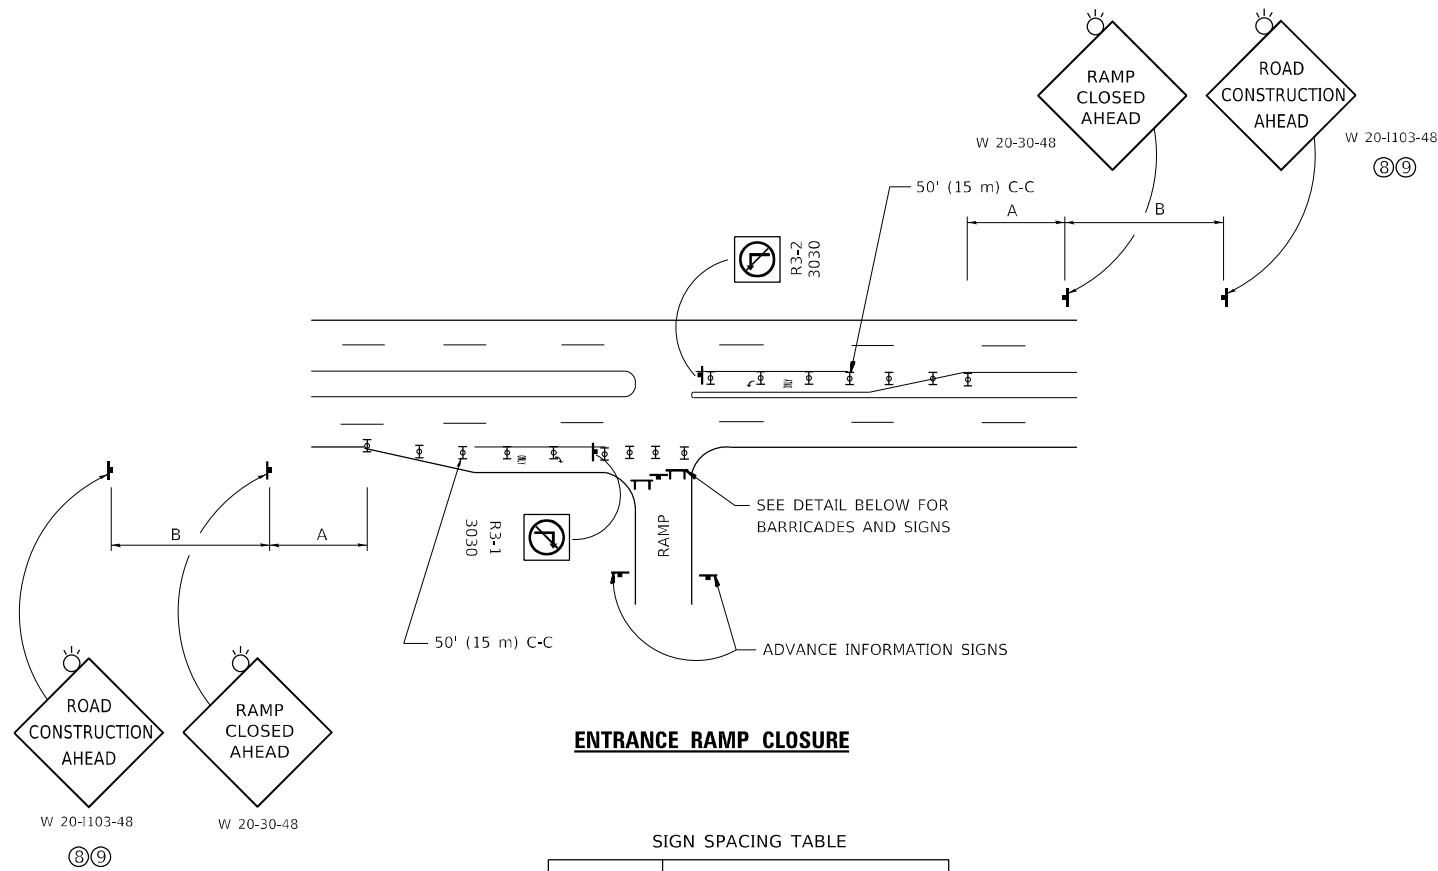 RAMP
CLOSED
AHEAD
W 20-30-48
ROAD
CONSTRUCTION
AHEAD
W 20-I103-48
⑧⑨
50' (15 m) C-C
A
B
R3-2
3030
SEE DETAIL BELOW FOR
BARRICADES AND SIGNS
RAMP
R3-1
3030
B
A
50' (15 m) C-C
ADVANCE INFORMATION SIGNS
ROAD
CONSTRUCTION
AHEAD
W 20-I103-48
⑧⑨
RAMP
CLOSED
AHEAD
W 20-30-48
ENTRANCE RAMP CLOSURE
SIGN SPACING TABLE